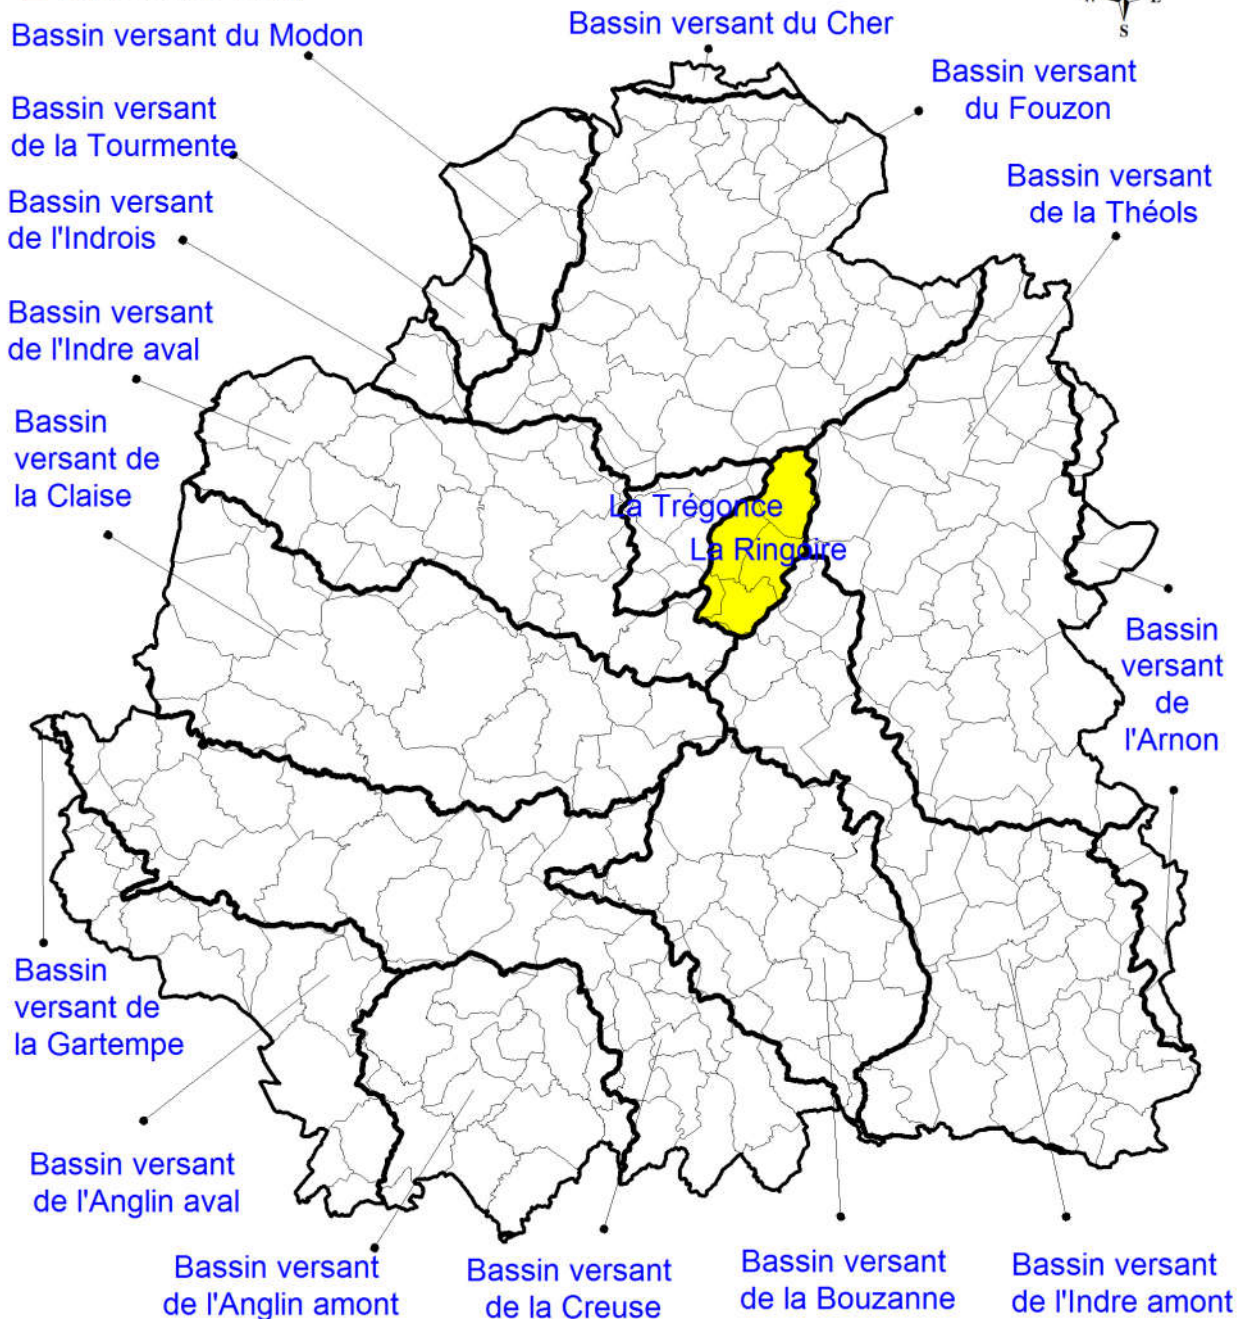 Bassin versant du Modon
Bassin versant du Cher
S
Bassin versant
du Fouzon
Bassin versant
de la Tourmente
Bassin versant
de la Théols
Bassin versant
de l'Indrois
Bassin versant
de l'Indre aval
Bassin
versant de
la Claise
La Trégonce
La Ringoire
Bassin
versant
de
l'Arnon
Bassin
versant de
la Gartempe
Bassin versant
de l'Anglin aval
Bassin versant
de l'Anglin amont
Bassin versant
de la Creuse
Bassin versant
de la Bouzanne
Bassin versant
de l'Indre amont